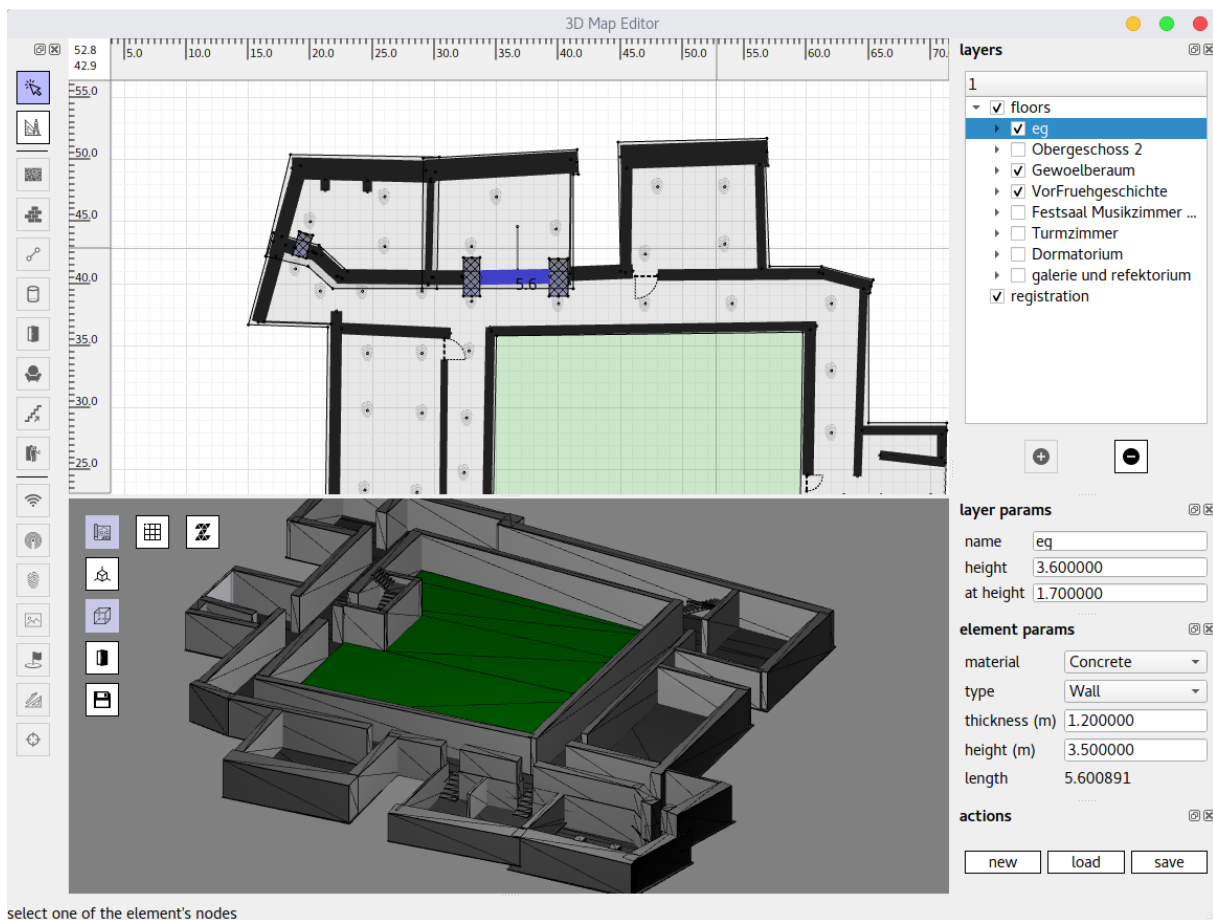 3D Map Editor
52.8
42.9
5.0 10.0 15.0 20.0 25.0 30.0 35.0 40.0 45.0 50.0 55.0 60.0 65.0 70.
55.0
50.0
45.0
40.0
35.0
30.0
25.0
5.6
layers
1
floors
eg
Obergeschoss 2
Gewoelberaum
VorFruehgeschichte
Festsaal Musikzimmer ...
Turmzimmer
Dormatorium
galerie und refektorium
registration
layer params
name eg
height 3.600000
at height 1.700000
element params
material Concrete
type Wall
thickness (m) 1.200000
height (m) 3.500000
length 5.600891
actions
new load save
select one of the element's nodes